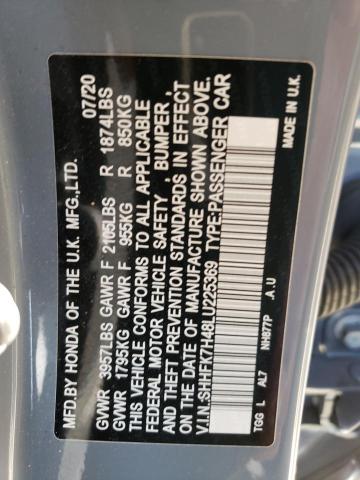 MFD.BY HONDA OF THE U.K. MFG.,LTD. 07/20
GVWR 3957LBS GAWR F 2105LBS R 1874LBS
GVWR 1795KG GAWR F 955KG R 850KG
THIS VEHICLE CONFORMS TO ALL APPLICABLE
FEDERAL MOTOR VEHICLE SAFETY, BUMPER,
AND THEFT PREVENTION STANDARDS IN EFFECT
ON THE DATE OF MANUFACTURE SHOWN ABOVE.
V.I.N.:SHHFK7H48LU225369 TYPE:PASSENGER CAR
MADE IN U.K.
TGG L AL7 NH877P .A.U